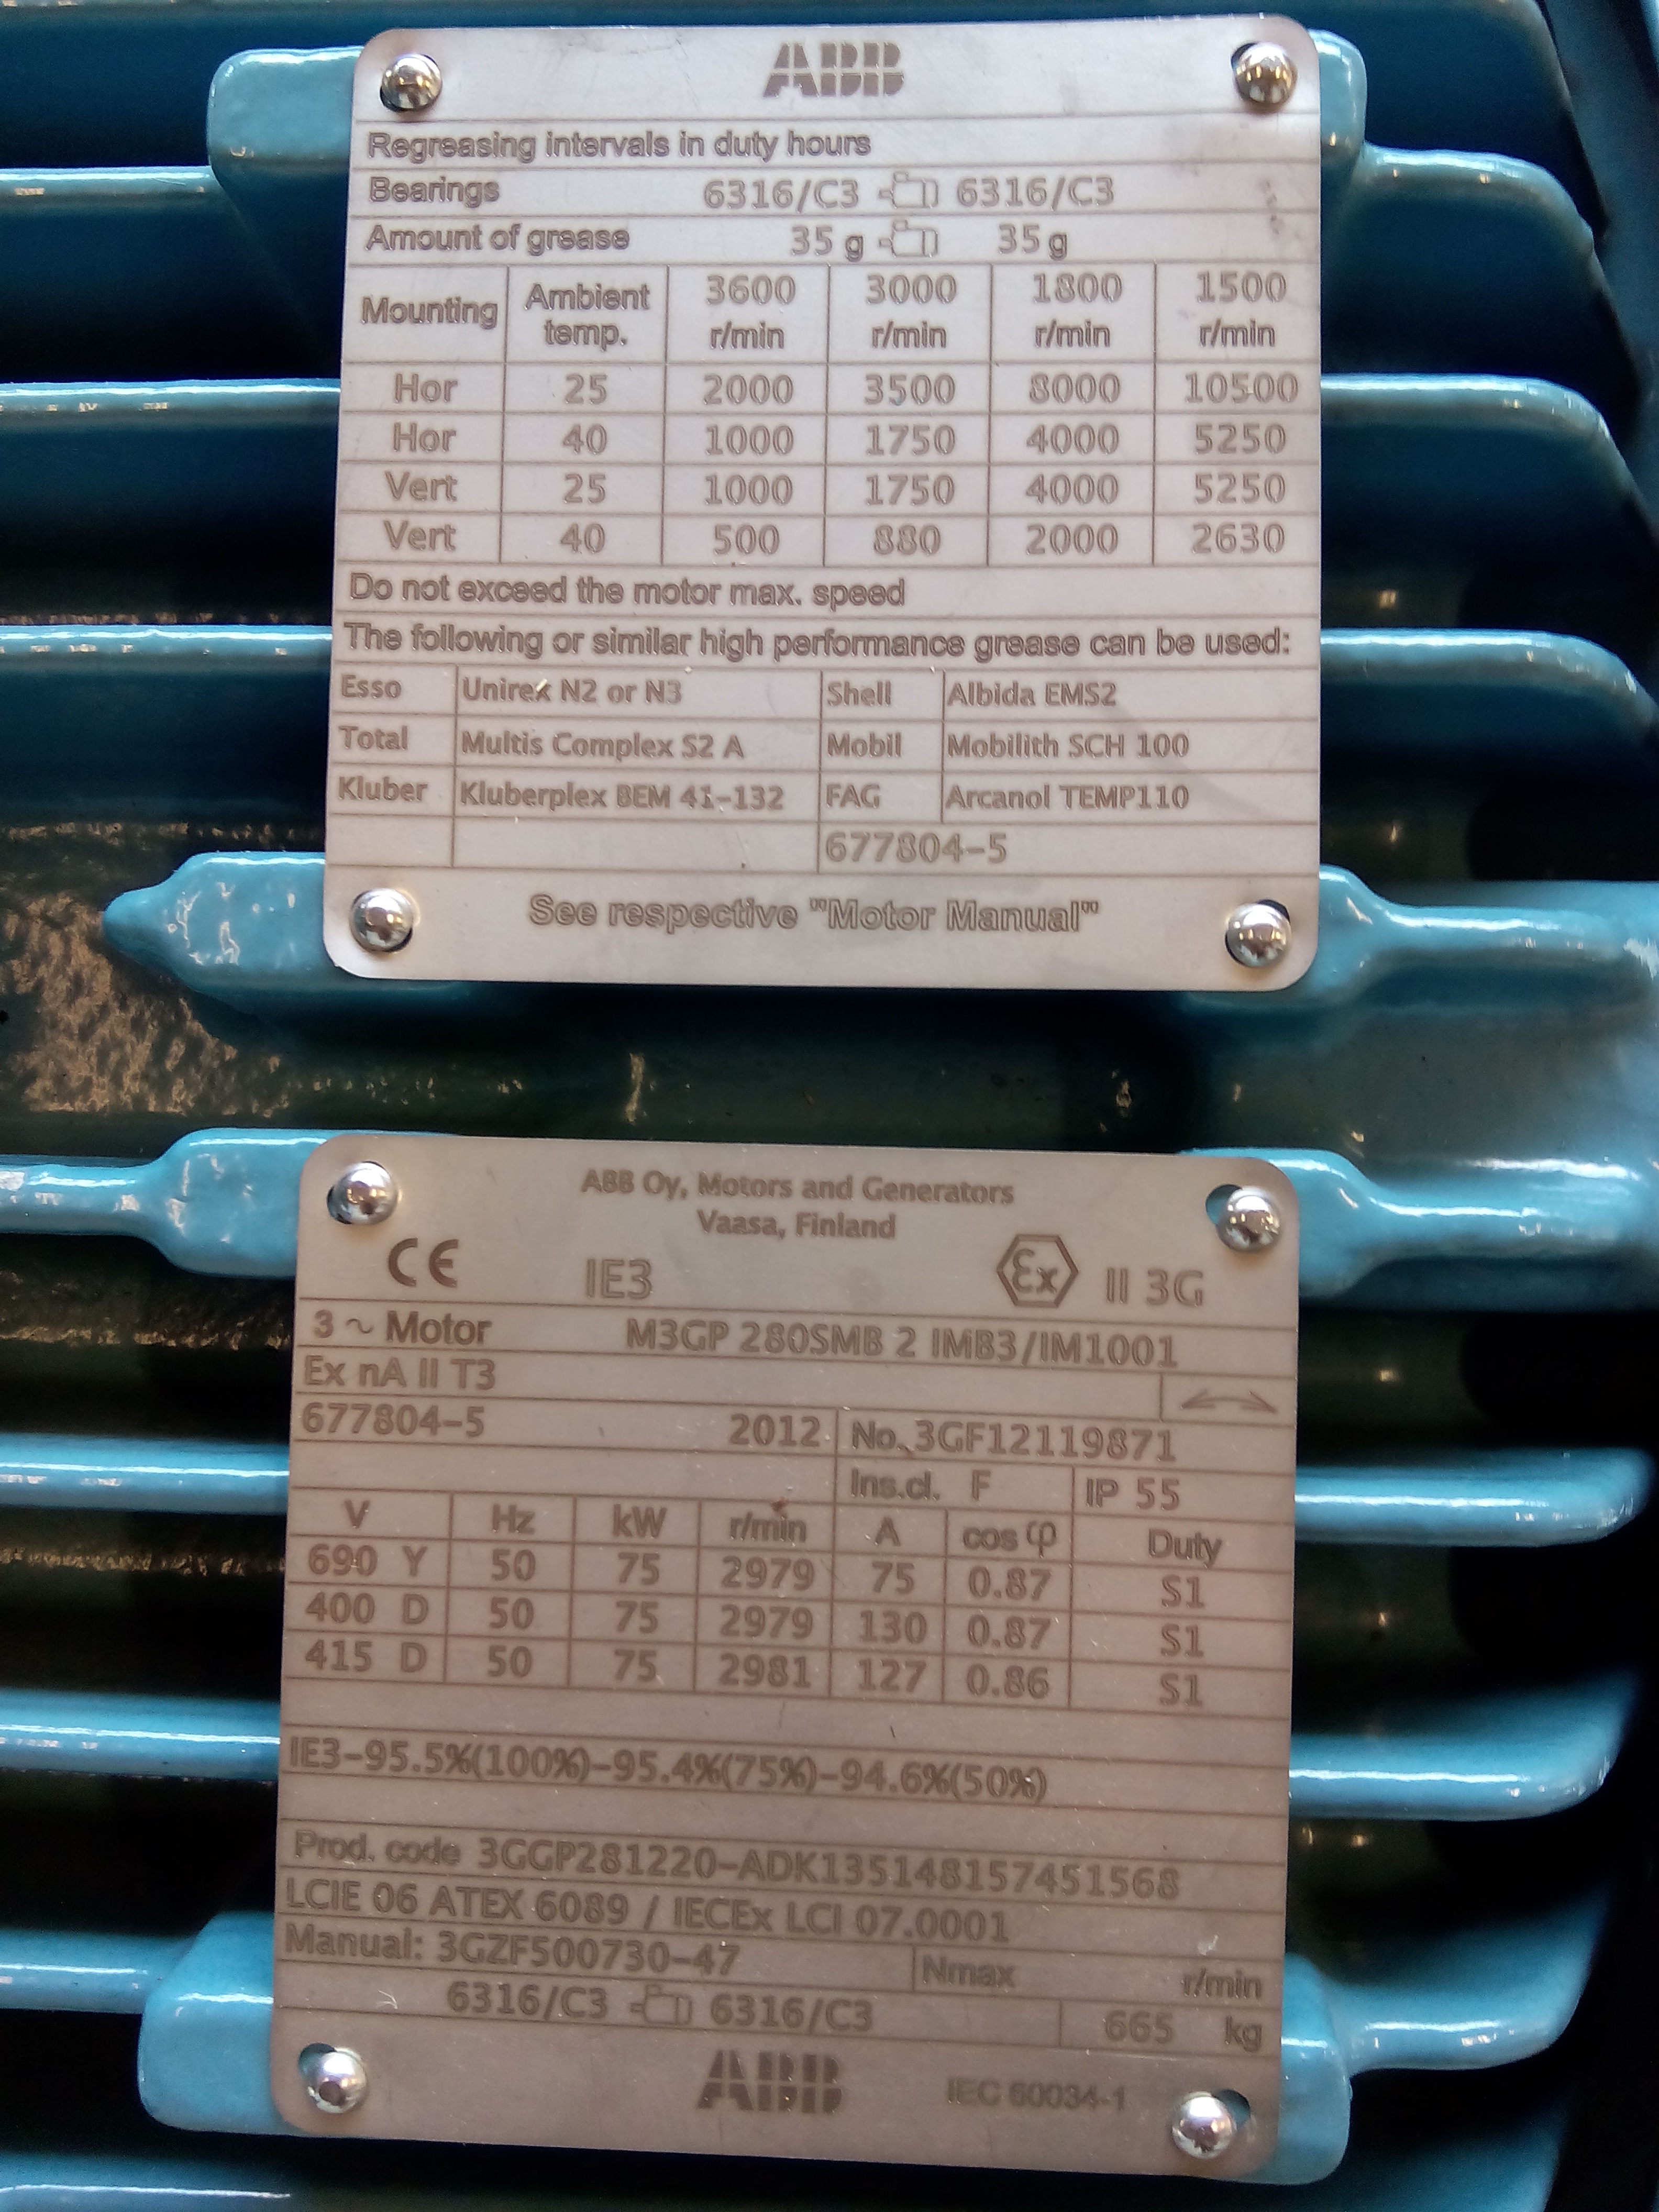 ABB
Regreasing intervals in duty hours
Bearings 6316/C3 6316/C3
Amount of grease 35 g 35 g
Mounting Ambient temp. 3600 r/min 3000 r/min 1800 r/min 1500 r/min
Hor 25 2000 3500 8000 10500
Hor 40 1000 1750 4000 5250
Vert 25 1000 1750 4000 5250
Vert 40 500 880 2000 2630
Do not exceed the motor max. speed
The following or similar high performance grease can be used:
Esso Unirex N2 or N3 Shell Albida EMS2
Total Multis Complex S2 A Mobil Mobilith SCH 100
Kluber Kluberplex BEM 41-132 FAG Arcanol TEMP110
677804-5
See respective "Motor Manual"
ABB Oy, Motors and Generators
Vaasa, Finland
CE IE3 Ex II 3G
3 ~ Motor M3GP 280SMB 2 IMB3/IM1001
Ex nA II T3
677804-5 2012 No. 3GF12119871
Ins.cl. F IP 55
V Hz kW r/min A cos φ Duty
690 Y 50 75 2979 75 0.87 S1
400 D 50 75 2979 130 0.87 S1
415 D 50 75 2981 127 0.86 S1
IE3-95.5%(100%)-95.4%(75%)-94.6%(50%)
Prod. code 3GGP281220-ADK135148157451568
LCIE 06 ATEX 6089 / IECEx LCI 07.0001
Manual: 3GZF500730-47 Nmax r/min
6316/C3 6316/C3 665 kg
ABB IEC 60034-1